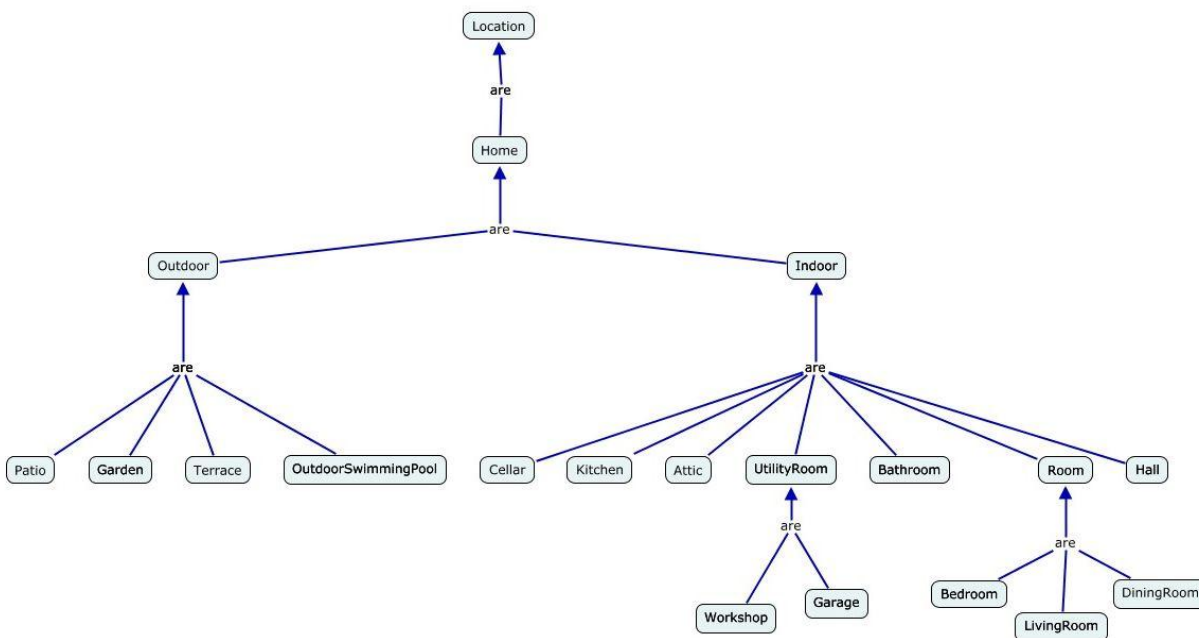 Location
are
Home
are
Outdoor
Indoor
are
are
Patio
Garden
Terrace
OutdoorSwimmingPool
Cellar
Kitchen
Attic
UtilityRoom
Bathroom
Room
Hall
are
are
Workshop
Garage
Bedroom
LivingRoom
DiningRoom